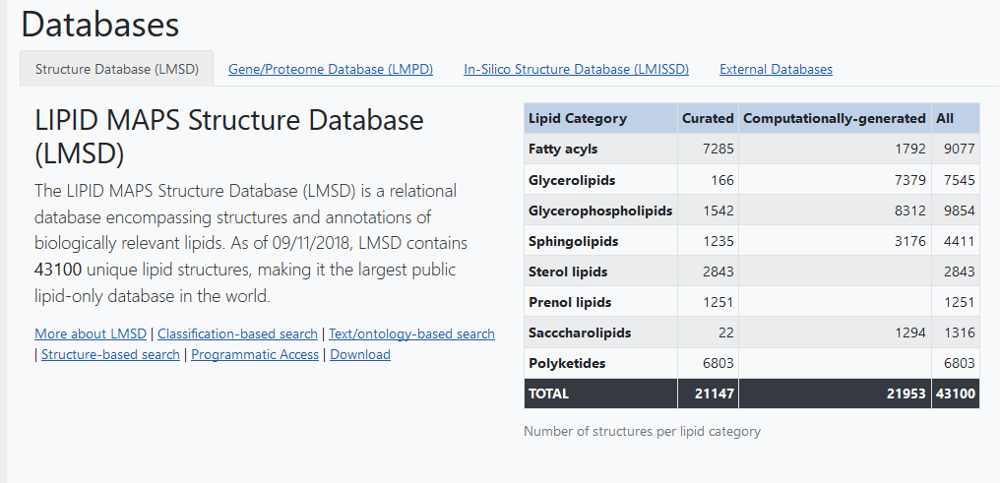 Databases
Structure Database (LMSD) Gene/Proteome Database (LMPD) In-Silico Structure Database (LMISSD) External Databases
LIPID MAPS Structure Database
(LMSD)
The LIPID MAPS Structure Database (LMSD) is a relational
database encompassing structures and annotations of
biologically relevant lipids. As of 09/11/2018, LMSD contains
43100 unique lipid structures, making it the largest public
lipid-only database in the world.
More about LMSD | Classification-based search | Text/ontology-based search
| Structure-based search | Programmatic Access | Download
Lipid Category Curated Computationally-generated All
Fatty acyls 7285 1792 9077
Glycerolipids 166 7379 7545
Glycerophospholipids 1542 8312 9854
Sphingolipids 1235 3176 4411
Sterol lipids 2843 2843
Prenol lipids 1251 1251
Sacccharolipids 22 1294 1316
Polyketides 6803 6803
TOTAL 21147 21953 43100
Number of structures per lipid category